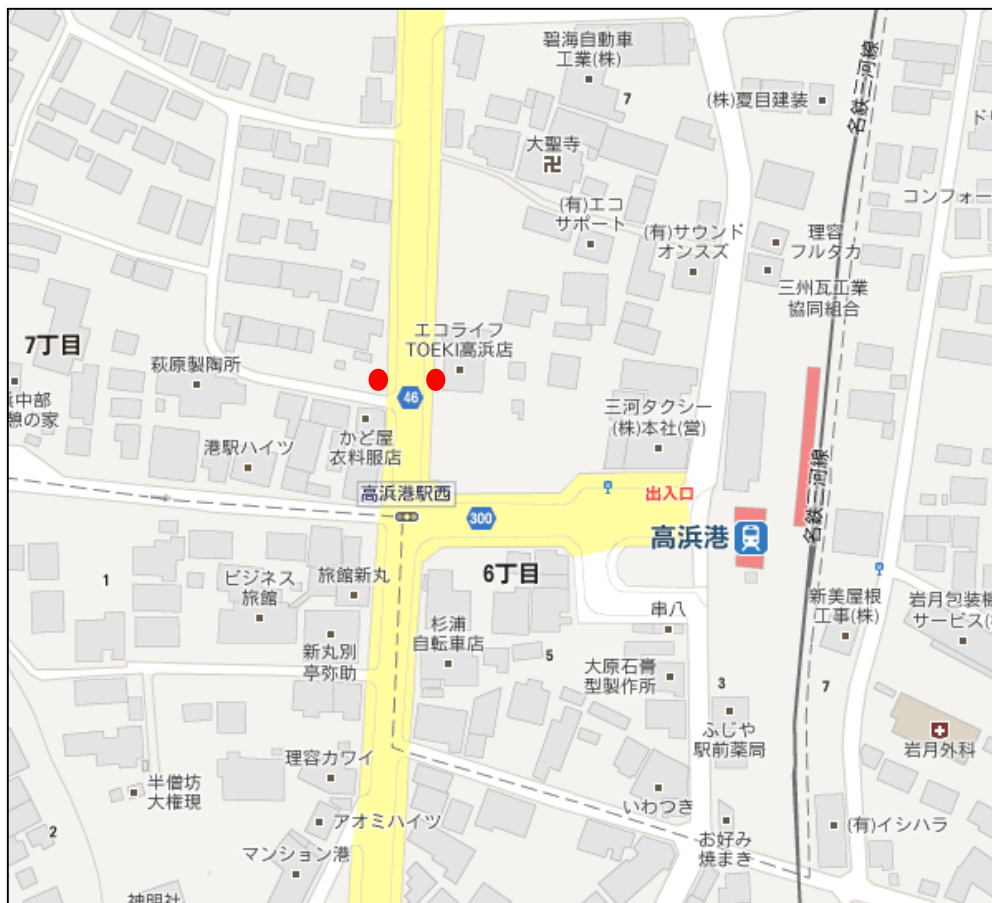 碧海自動車
工業(株)
7
(株)夏目建装
名鉄三河線
大聖寺
(有)エコ
サポート
(有)サウンド
オンスズ
理容
フルタカ
コンフォー
三州瓦工業
協同組合
7丁目
エコライフ
TOEKI高浜店
萩原製陶所
46
中部
憩の家
かど屋
衣料服店
港駅ハイツ
三河タクシー
(株)本社(営)
名鉄三河線
高浜港駅西
出入口
300
高浜港
1
ビジネス
旅館
旅館新丸
6丁目
新美屋根
工事(株)
岩月包装機
サービス(
串八
杉浦
自転車店
新丸別
亭弥助
5
大原石膏
型製作所
3
7
ふじや
駅前薬局
岩月外科
理容カワイ
半僧坊
大権現
いわつき
2
アオミハイツ
マンション港
お好み
焼まき
(有)イシハラ
神明社